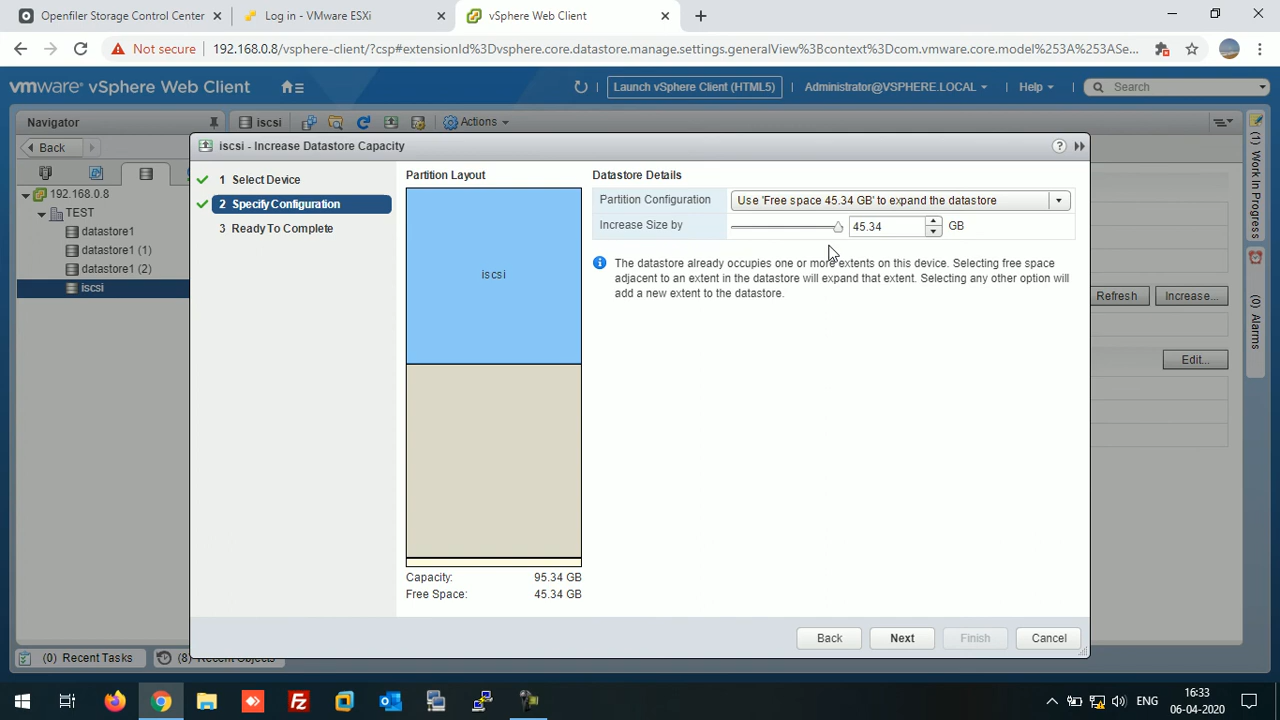 Openfiler Storage Control Center
Log in - VMware ESXi
vSphere Web Client
Not secure
192.168.0.8/vsphere-client/?csp#extensionId%3Dvsphere.core.datastore.manage.settings.generalView%3Bcontext%3Dcom.vmware.core.model%253A%253ASe...
vmware® vSphere Web Client
Launch vSphere Client (HTML5)
Administrator@VSPHERE.LOCAL
Help
Search
Navigator
iscsi
Actions
Back
iscsi - Increase Datastore Capacity
192.168.0.8
TEST
datastore1
datastore1 (1)
datastore1 (2)
iscsi
1 Select Device
2 Specify Configuration
3 Ready To Complete
Partition Layout
iscsi
Capacity: 95.34 GB
Free Space: 45.34 GB
Datastore Details
Partition Configuration
Use 'Free space 45.34 GB' to expand the datastore
Increase Size by
45.34
GB
The datastore already occupies one or more extents on this device. Selecting free space
adjacent to an extent in the datastore will expand that extent. Selecting any other option will
add a new extent to the datastore.
Refresh
Increase...
Edit...
(1) Work In Progress
(0) Alarms
Back
Next
Finish
Cancel
(0) Recent Tasks
(8) Recent Objects
ENG
16:33
06-04-2020